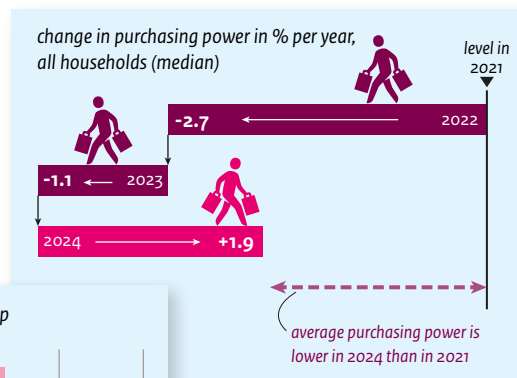 change in purchasing power in % per year,
all households (median)
level in
2021
-2.7
2022
-1.1
2023
2024
+1.9
average purchasing power is
lower in 2024 than in 2021